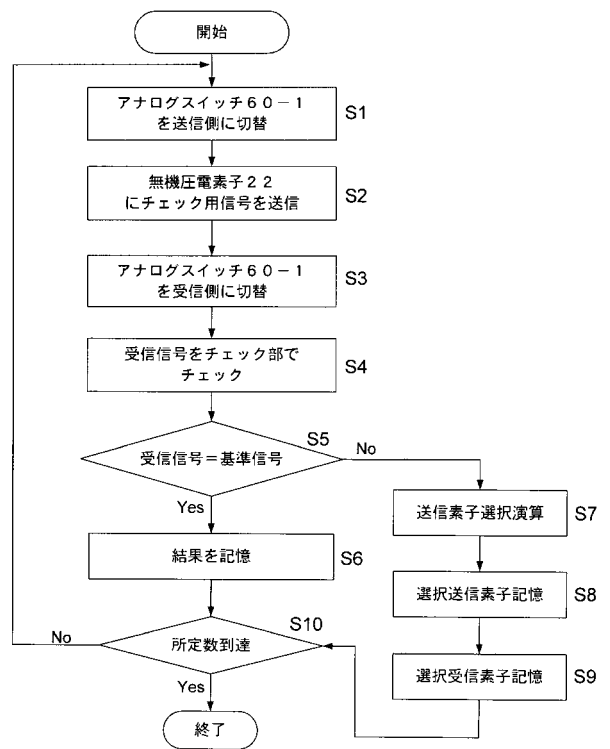 開始
アナログスイッチ60-1
を送信側に切替
S1
無機圧電素子22
にチェック用信号を送信
S2
アナログスイッチ60-1
を受信側に切替
S3
受信信号をチェック部で
チェック
S4
受信信号=基準信号
S5
No
Yes
送信素子選択演算
S7
結果を記憶
S6
選択送信素子記憶
S8
所定数到達
S10
No
Yes
選択受信素子記憶
S9
終了